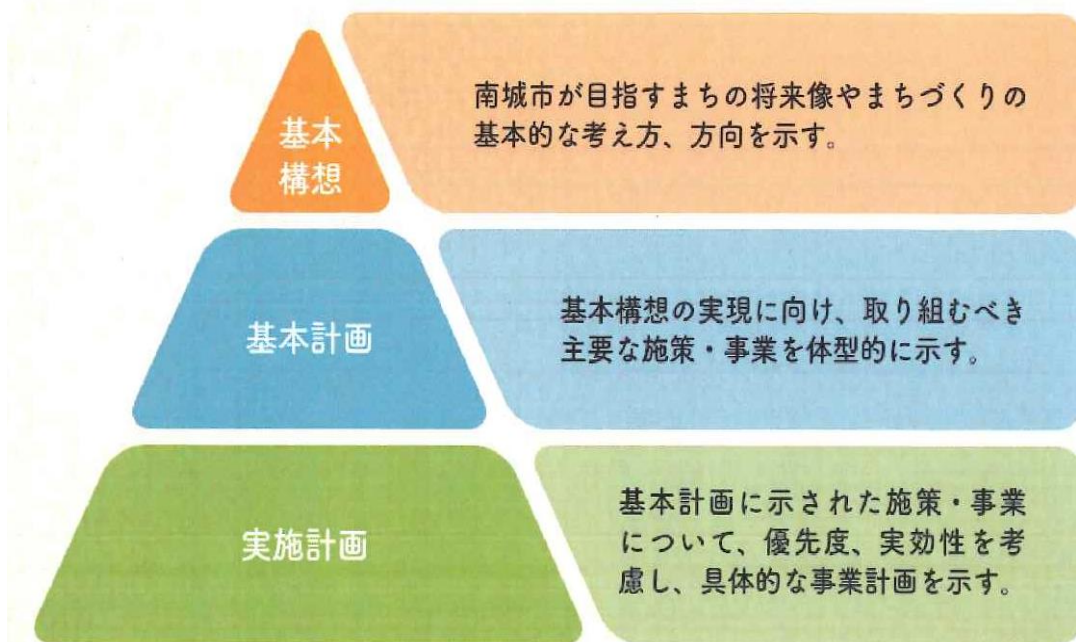 基本
構想
南城市が目指すまちの将来像やまちづくりの
基本的な考え方、方向を示す。
基本計画
基本構想の実現に向け、取り組むべき
主要な施策・事業を体型的に示す。
実施計画
基本計画に示された施策・事業
について、優先度、実効性を考
慮し、具体的な事業計画を示す。